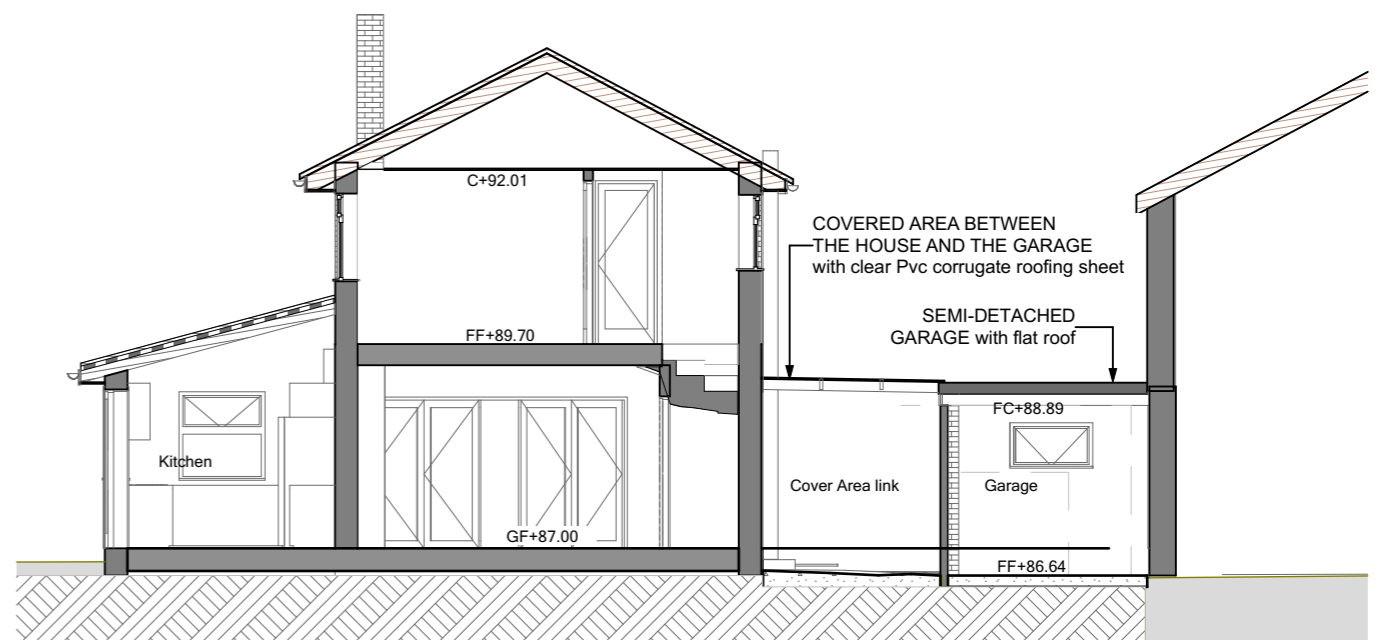 C+92.01
COVERED AREA BETWEEN
THE HOUSE AND THE GARAGE
with clear Pvc corrugate roofing sheet
SEMI-DETACHED
GARAGE with flat roof
FF+89.70
FC+88.89
Kitchen
Cover Area link
Garage
GF+87.00
FF+86.64